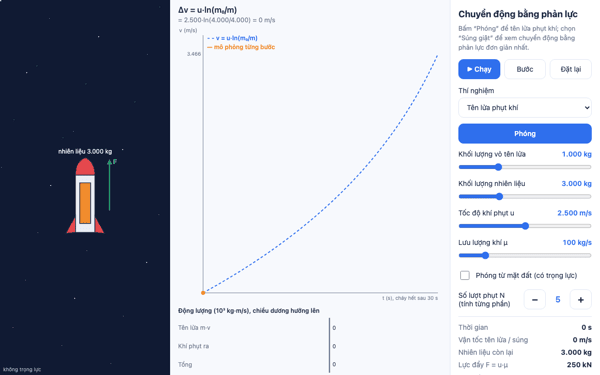 nhiên liệu 3.000 kg
F
không trọng lực
Δv = u·ln(m₀/m)
= 2.500·ln(4.000/4.000) = 0 m/s
v (m/s)
- - v = u·ln(m₀/m)
— mô phỏng từng bước
3.466
t (s), cháy hết sau 30 s
Động lượng (10³ kg·m/s), chiều dương hướng lên
Tên lửa m·v
0
Khí phụt ra
0
Tổng
0
Chuyển động bằng phản lực
Bấm "Phóng" để tên lửa phụt khí; chọn
"Súng giật" để xem chuyển động bằng
phản lực đơn giản nhất.
▶ Chạy
Bước
Đặt lại
Thí nghiệm
Tên lửa phụt khí
Phóng
Khối lượng vỏ tên lửa 1.000 kg
Khối lượng nhiên liệu 3.000 kg
Tốc độ khí phụt u 2.500 m/s
Lưu lượng khí μ 100 kg/s
Phóng từ mặt đất (có trọng lực)
Số lượt phụt N
(tính từng phần)
− 5 +
Thời gian 0 s
Vận tốc tên lửa / súng 0 m/s
Nhiên liệu còn lại 3.000 kg
Lực đẩy F = u·μ 250 kN